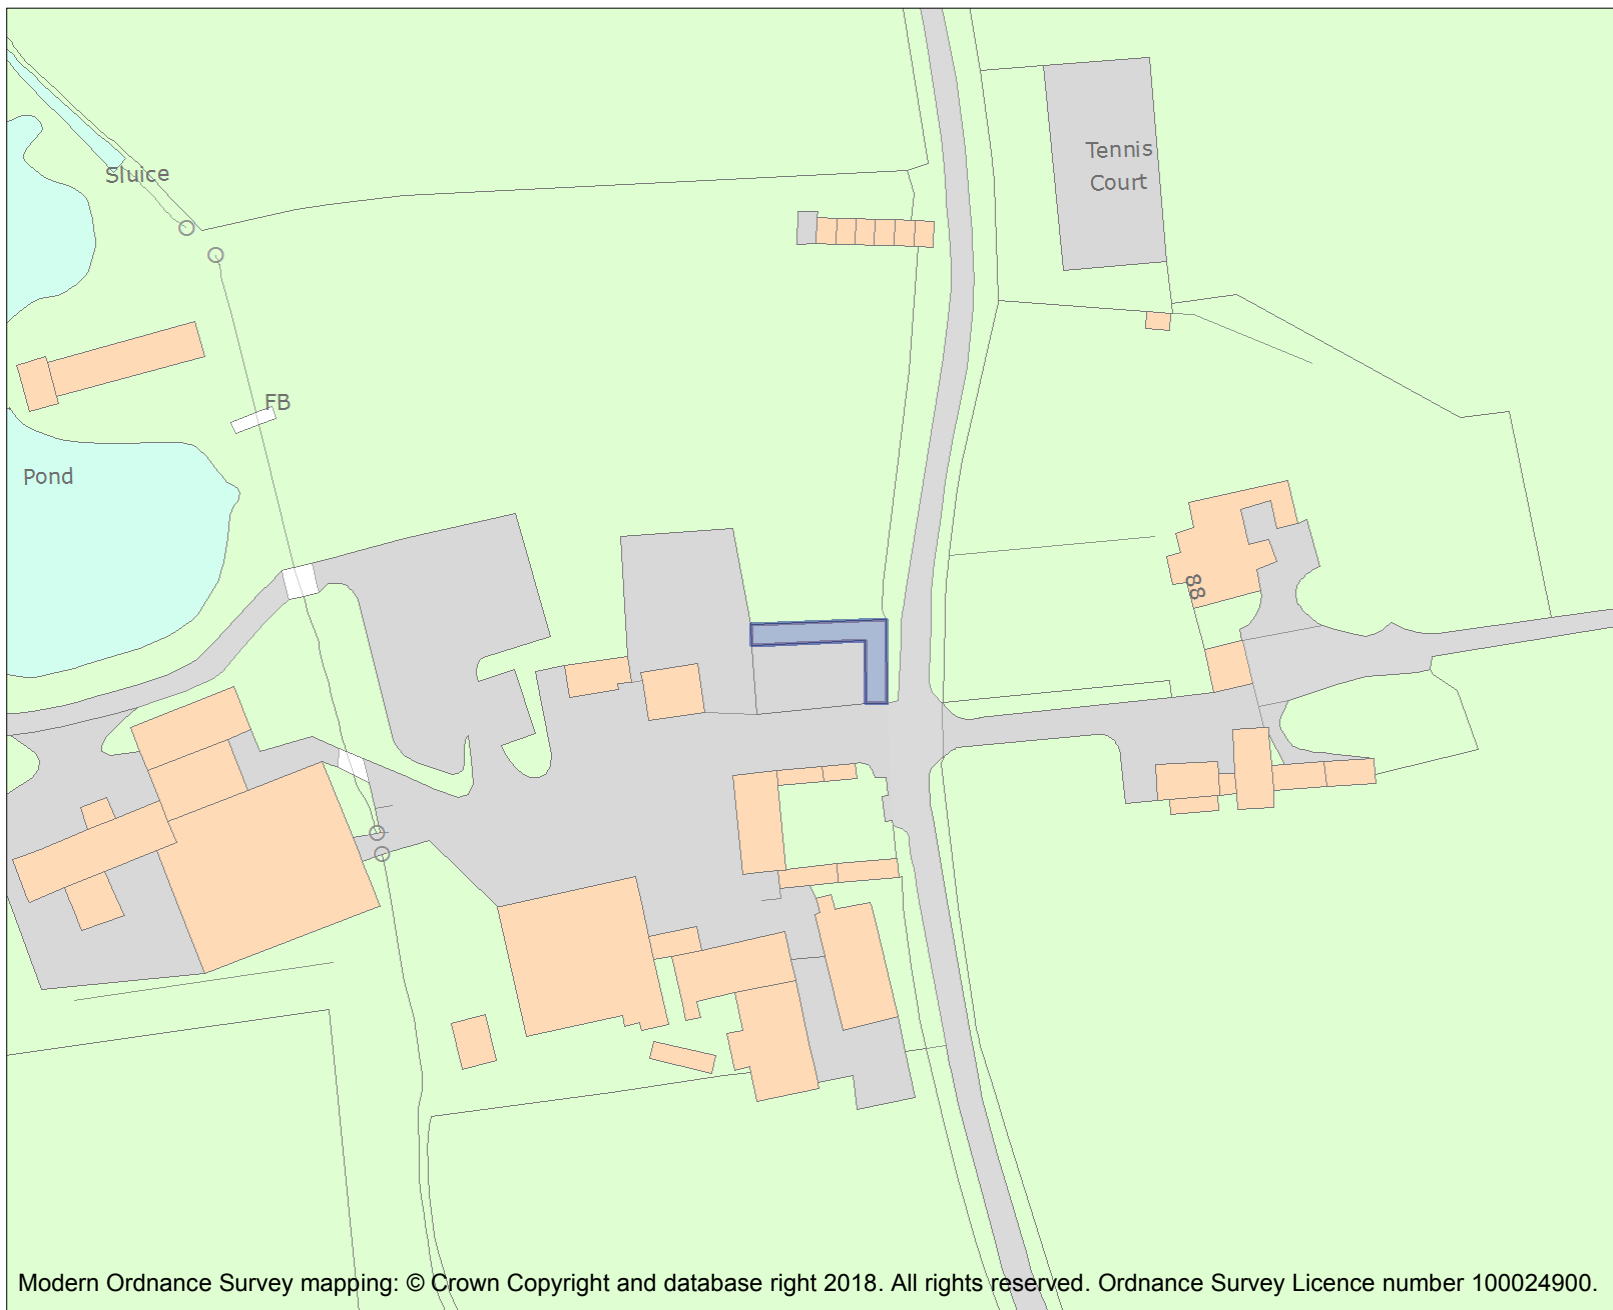 Tennis
Court
Sluice
FB
Pond
88
Modern Ordnance Survey mapping: © Crown Copyright and database right 2018. All rights reserved. Ordnance Survey Licence number 100024900.